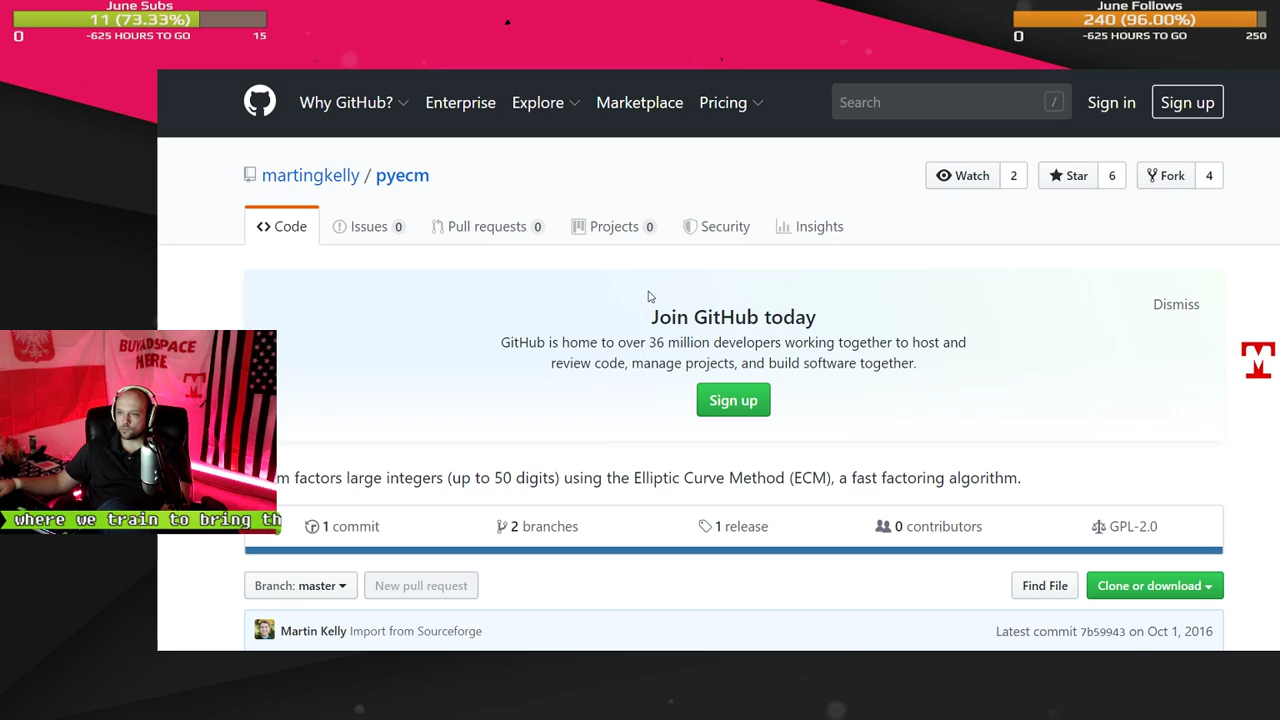 June Subs
11 (73.33%)
0 -625 HOURS TO GO 15
June Follows
240 (96.00%)
0 -625 HOURS TO GO 250
Why GitHub? Enterprise Explore Marketplace Pricing Search / Sign in Sign up
martingkelly / pyecm
Watch 2 Star 6 Fork 4
Code Issues 0 Pull requests 0 Projects 0 Security Insights
Join GitHub today
Dismiss
GitHub is home to over 36 million developers working together to host and
review code, manage projects, and build software together.
Sign up
BUY AD SPACE
HERE
m factors large integers (up to 50 digits) using the Elliptic Curve Method (ECM), a fast factoring algorithm.
where we train to bring th
1 commit 2 branches 1 release 0 contributors GPL-2.0
Branch: master New pull request Find File Clone or download
Martin Kelly Import from Sourceforge Latest commit 7b59943 on Oct 1, 2016